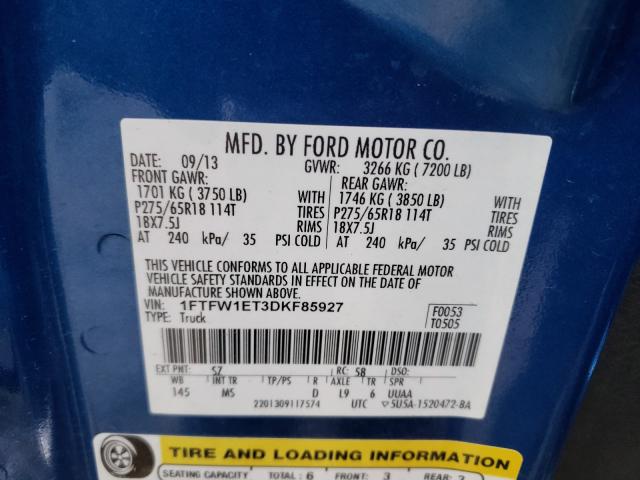 MFD. BY FORD MOTOR CO.
DATE: 09/13 GVWR: 3266 KG ( 7200 LB)
FRONT GAWR: REAR GAWR:
1701 KG ( 3750 LB) WITH 1746 KG ( 3850 LB) WITH
P275/65R18 114T TIRES P275/65R18 114T TIRES
18X7.5J RIMS 18X7.5J RIMS
AT 240 kPa/ 35 PSI COLD AT 240 kPa/ 35 PSI COLD
THIS VEHICLE CONFORMS TO ALL APPLICABLE FEDERAL MOTOR
VEHICLE SAFETY STANDARDS IN EFFECT ON THE DATE OF
MANUFACTURE SHOWN ABOVE.
VIN: 1FTFW1ET3DKF85927 F0053
TYPE: Truck T0505
EXT PNT: SZ RC: 58 DSO:
WB INT TR TP/PS R AXLE TR SPR
145 MS D L9 6 UUAA
2201309117574 UTC ▽5U5A-1520472-BA
TIRE AND LOADING INFORMATION
SEATING CAPACITY TOTAL: 6 FRONT: 3 REAR: 3